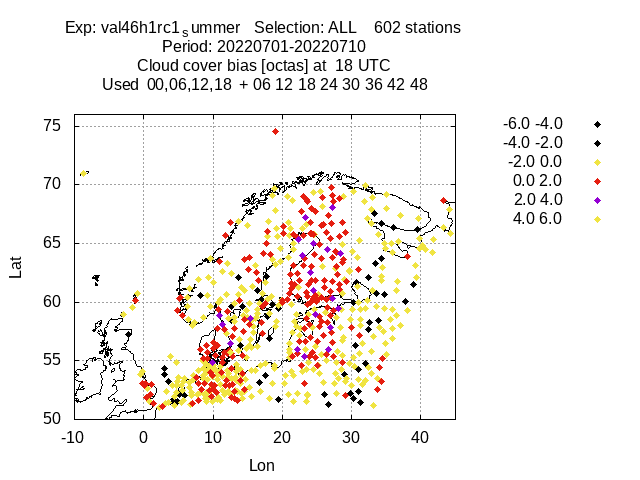 Exp: val46h1rc1summer Selection: ALL 602 stations
Period: 20220701-20220710
Cloud cover bias [octas] at 18 UTC
Used 00,06,12,18 + 06 12 18 24 30 36 42 48
-6.0 -4.0
-4.0 -2.0
-2.0 0.0
0.0 2.0
2.0 4.0
4.0 6.0
75
70
65
60
55
50
Lat
-10 0 10 20 30 40
Lon